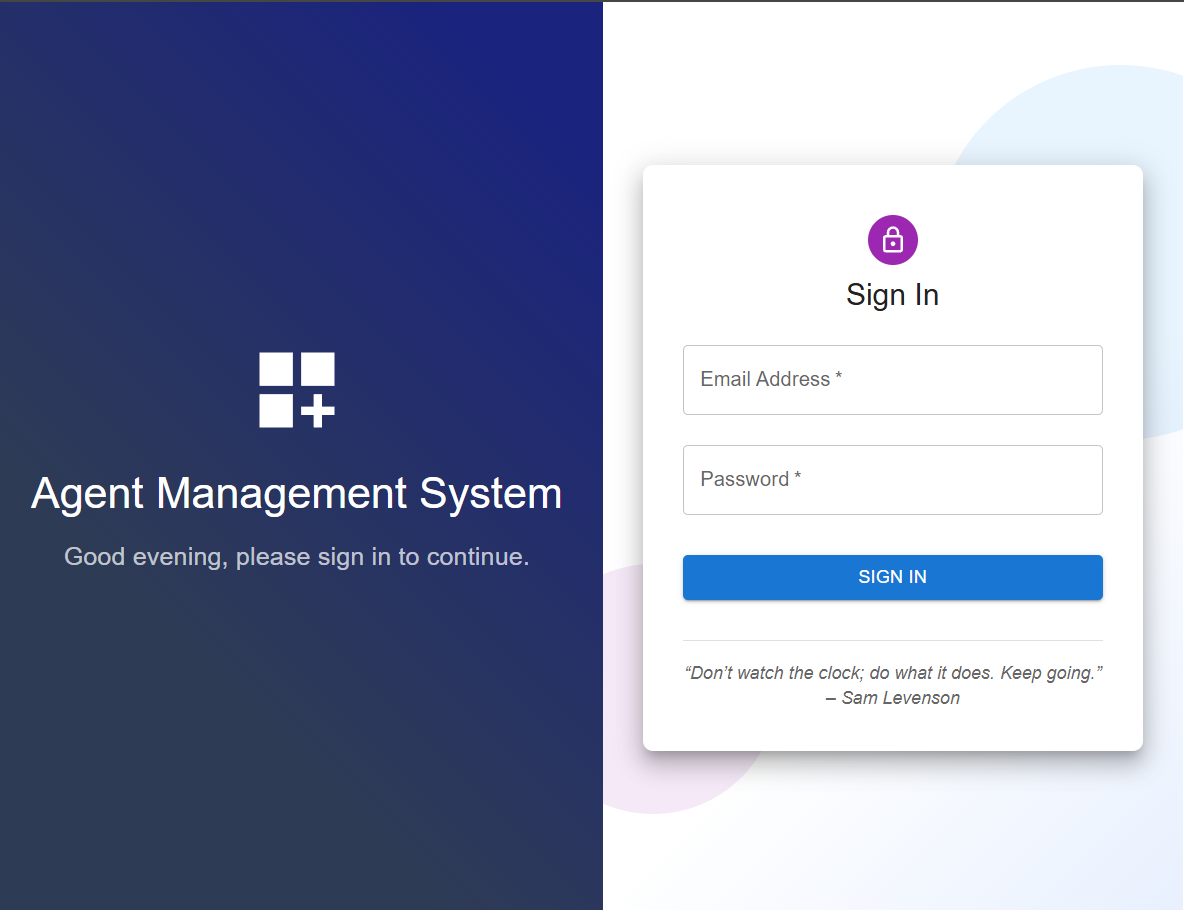 Agent Management System
Good evening, please sign in to continue.
Sign In
Email Address *
Password *
SIGN IN
“Don’t watch the clock; do what it does. Keep going.”
– Sam Levenson